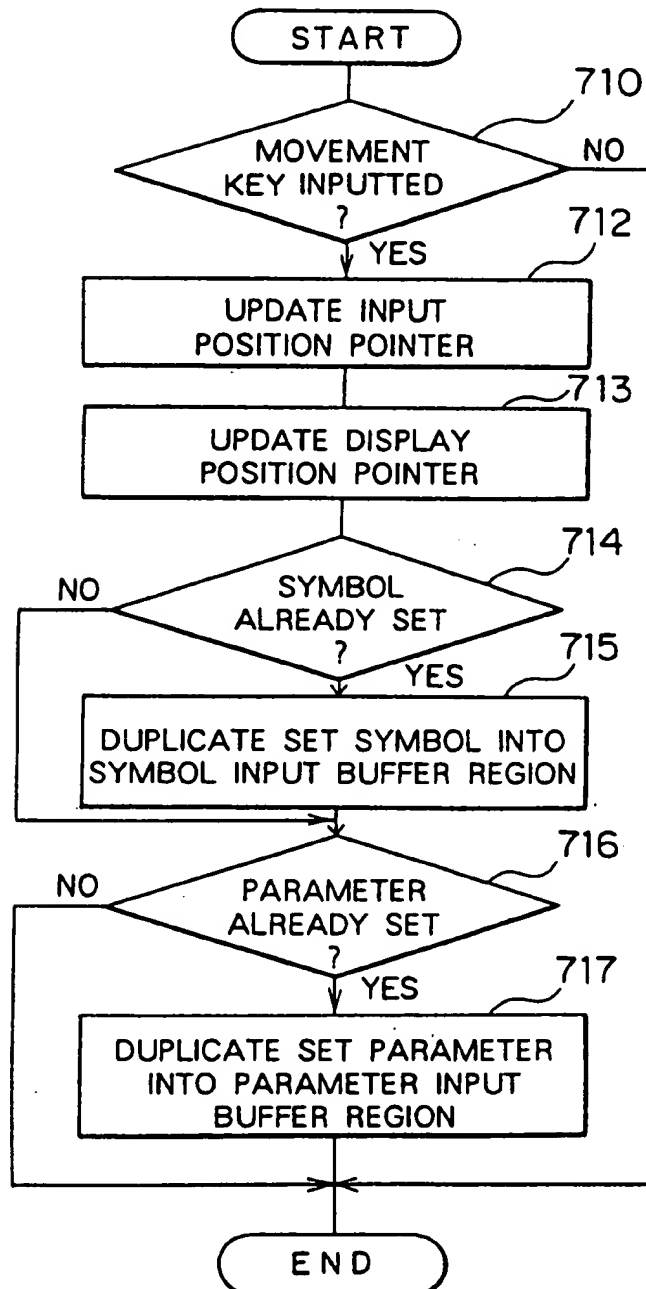 START
710
MOVEMENT
KEY INPUTTED
?
NO
YES
712
UPDATE INPUT
POSITION POINTER
713
UPDATE DISPLAY
POSITION POINTER
714
NO
SYMBOL
ALREADY SET
?
YES
715
DUPLICATE SET SYMBOL INTO
SYMBOL INPUT BUFFER REGION
716
NO
PARAMETER
ALREADY SET
?
YES
717
DUPLICATE SET PARAMETER
INTO PARAMETER INPUT
BUFFER REGION
END